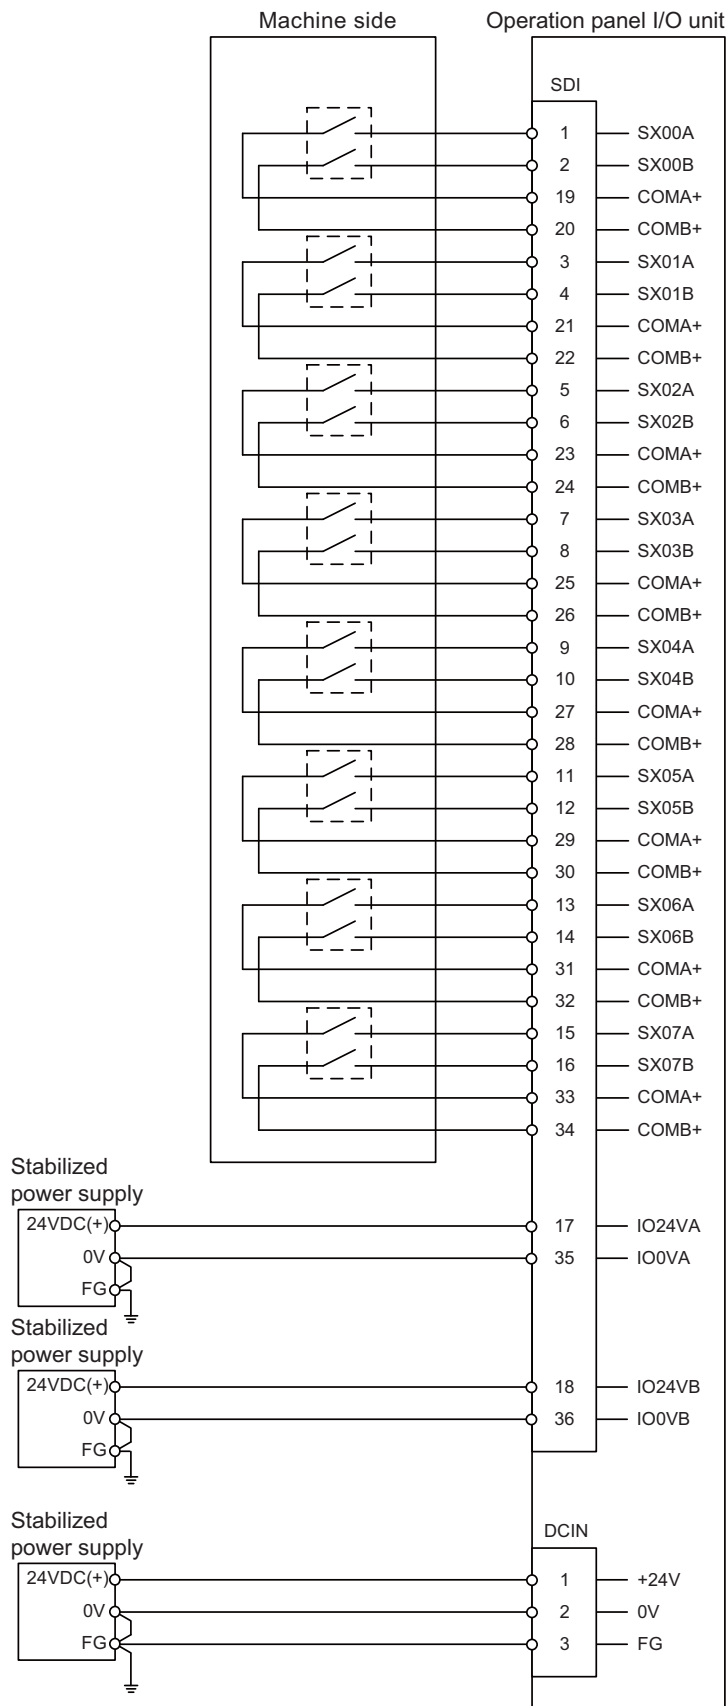 Machine side Operation panel I/O unit
SDI
1 SX00A
2 SX00B
19 COMA+
20 COMB+
3 SX01A
4 SX01B
21 COMA+
22 COMB+
5 SX02A
6 SX02B
23 COMA+
24 COMB+
7 SX03A
8 SX03B
25 COMA+
26 COMB+
9 SX04A
10 SX04B
27 COMA+
28 COMB+
11 SX05A
12 SX05B
29 COMA+
30 COMB+
13 SX06A
14 SX06B
31 COMA+
32 COMB+
15 SX07A
16 SX07B
33 COMA+
34 COMB+
Stabilized
power supply
24VDC(+) 17 IO24VA
0V 35 IO0VA
FG
Stabilized
power supply
24VDC(+) 18 IO24VB
0V 36 IO0VB
FG
Stabilized
power supply
DCIN
24VDC(+) 1 +24V
0V 2 0V
FG 3 FG